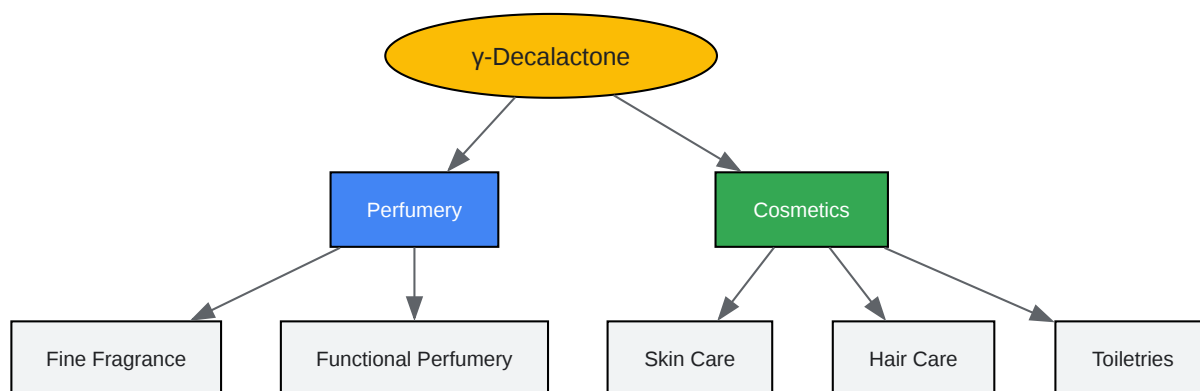 γ-Decalactone
Perfumery
Cosmetics
Fine Fragrance
Functional Perfumery
Skin Care
Hair Care
Toiletries